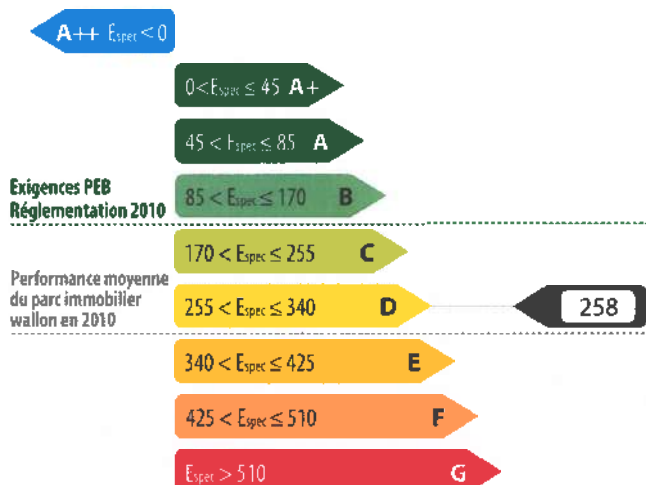 A++ Espec < 0
0 < Espec ≤ 45 A+
45 < Espec ≤ 85 A
Exigences PEB
Réglementation 2010
85 < Espec ≤ 170 B
170 < Espec ≤ 255 C
Performance moyenne
du parc immobilier
wallon en 2010
255 < Espec ≤ 340 D
258
340 < Espec ≤ 425 E
425 < Espec ≤ 510 F
Espec > 510 G